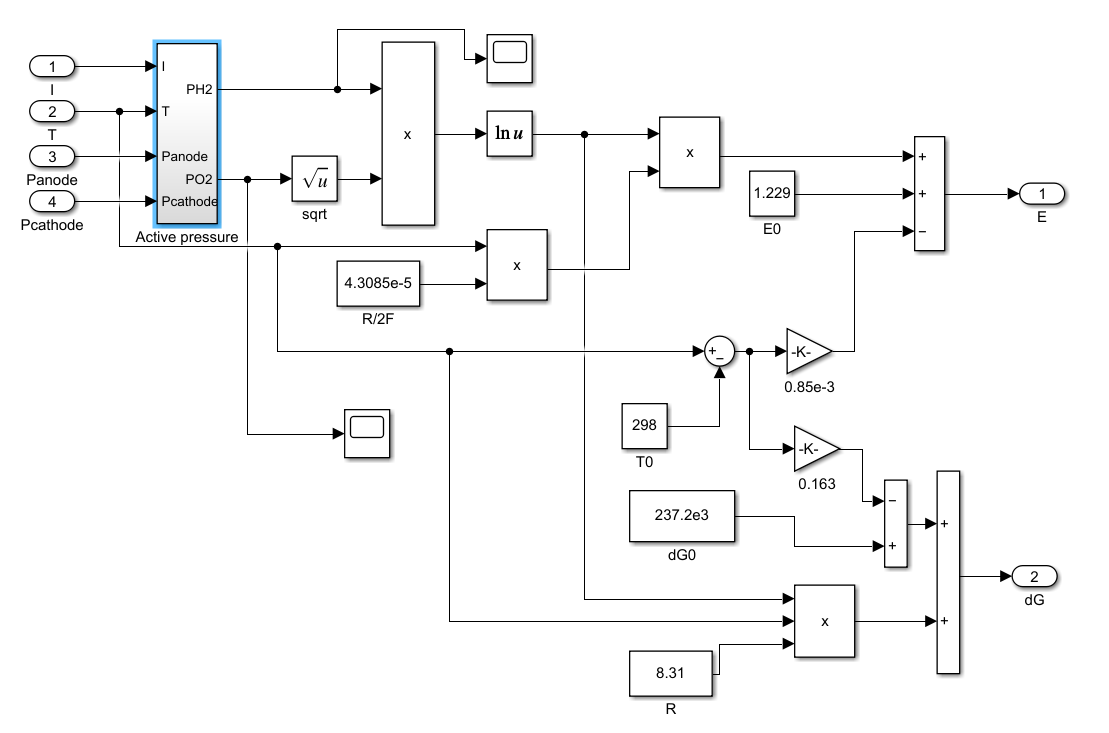 1
I
2
T
3
Panode
4
Pcathode
I
T
Panode
Pcathode
PH2
PO2
Active pressure
√u
sqrt
x
ln u
x
4.3085e-5
R/2F
x
1.229
E0
+
+
−
1
E
+
−
298
T0
-K-
0.85e-3
-K-
0.163
237.2e3
dG0
−
+
8.31
R
x
+
+
2
dG